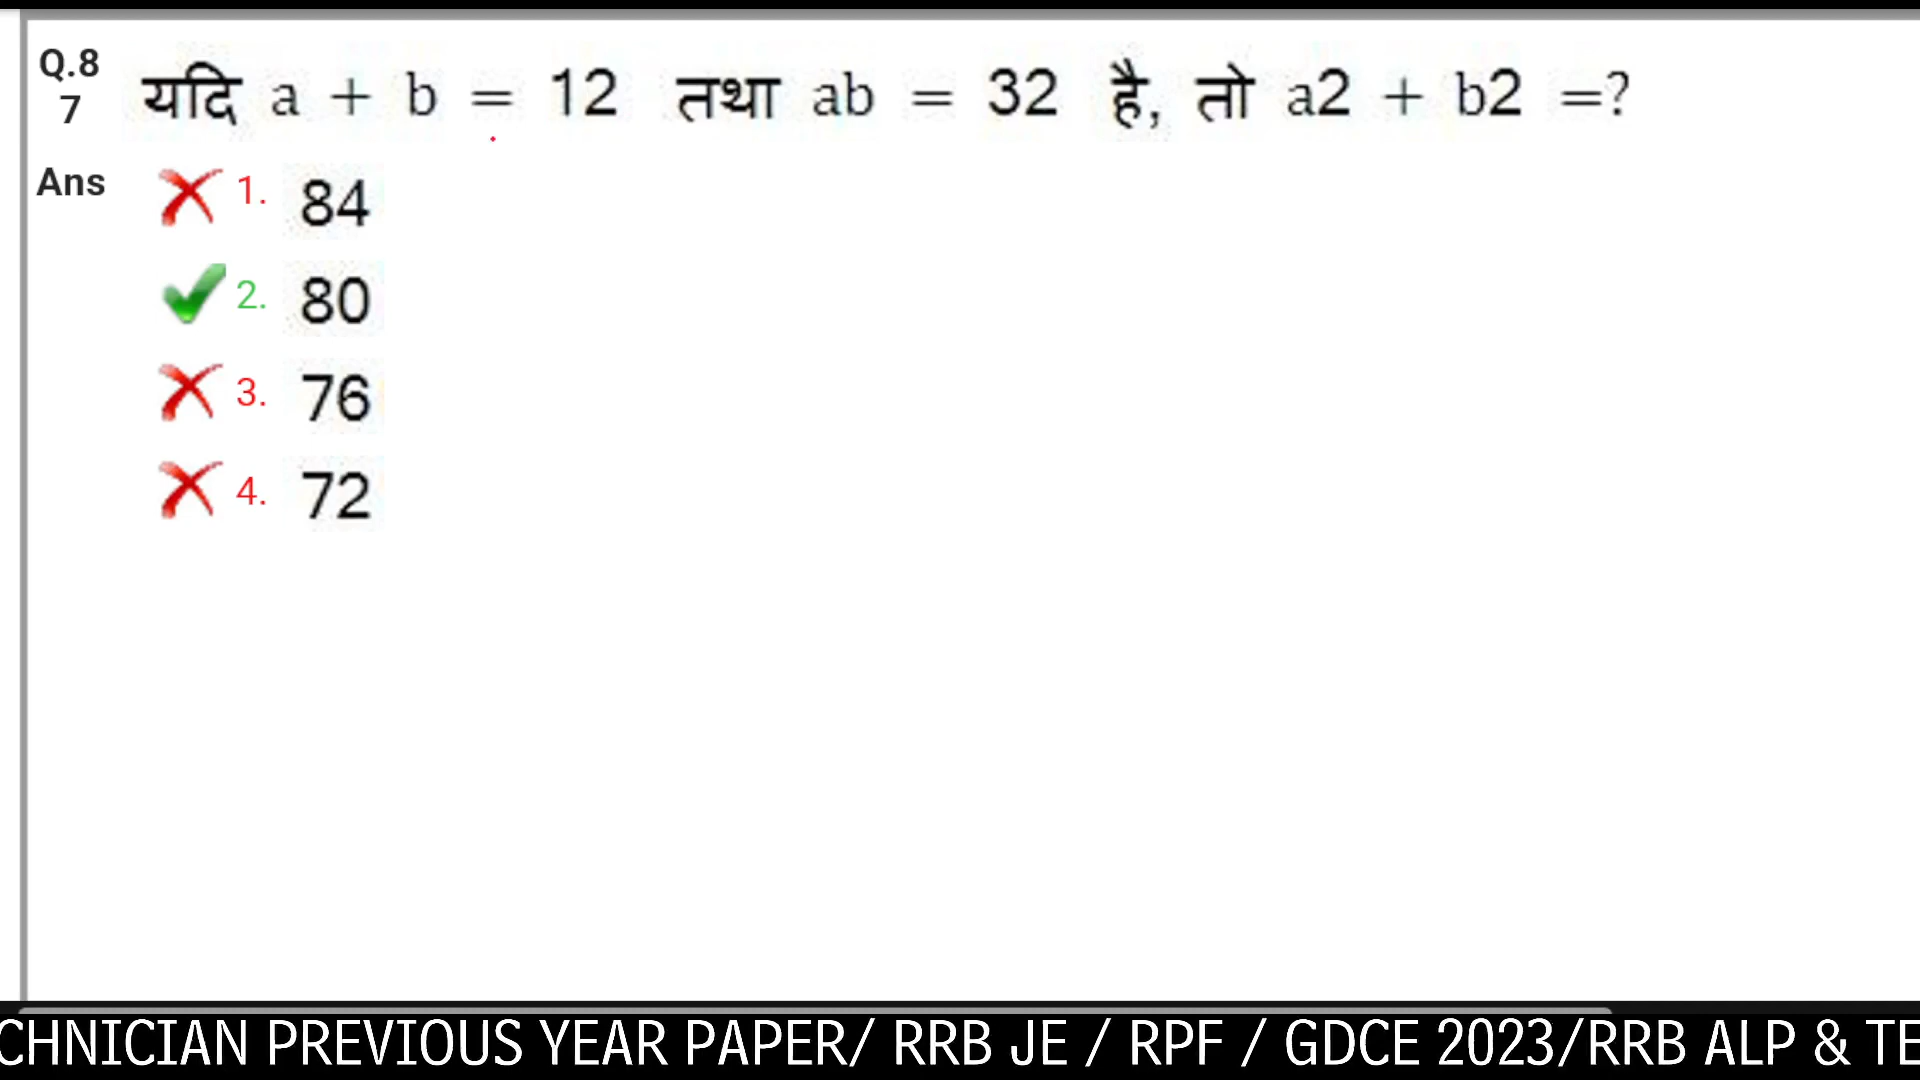 Q.8
7
यदि a + b = 12 तथा ab = 32 है, तो a2 + b2 =?
Ans
1. 84
2. 80
3. 76
4. 72
CHNICIAN PREVIOUS YEAR PAPER/ RRB JE / RPF / GDCE 2023/RRB ALP & TE